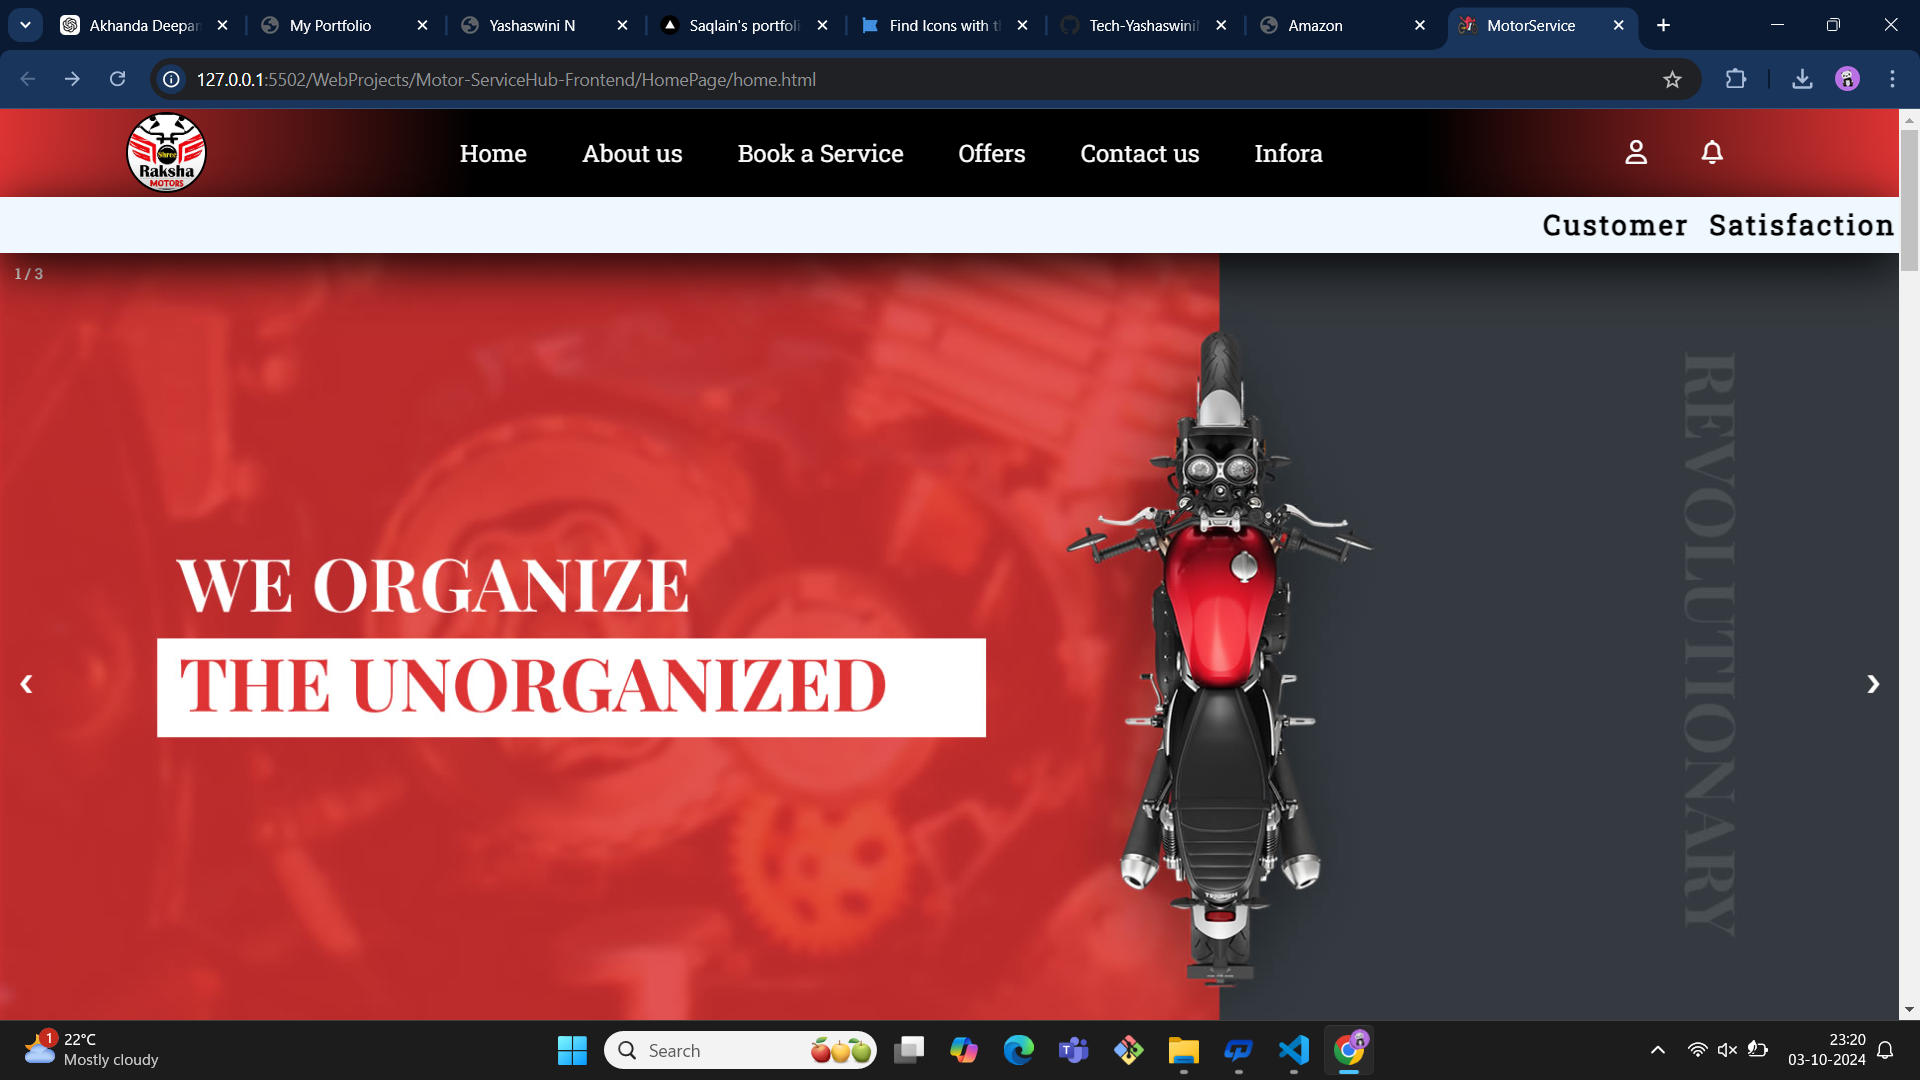 Akhanda Deepam
My Portfolio
Yashaswini N
Saqlain's portfoli
Find Icons with t
Tech-Yashaswini
Amazon
MotorService
127.0.0.1:5502/WebProjects/Motor-ServiceHub-Frontend/HomePage/home.html
Shree
Raksha
MOTORS
Home
About us
Book a Service
Offers
Contact us
Infora
Customer Satisfaction
1 / 3
WE ORGANIZE
THE UNORGANIZED
REVOLUTIONARY
TRIUMPH
1
22°C
Mostly cloudy
Search
23:20
03-10-2024